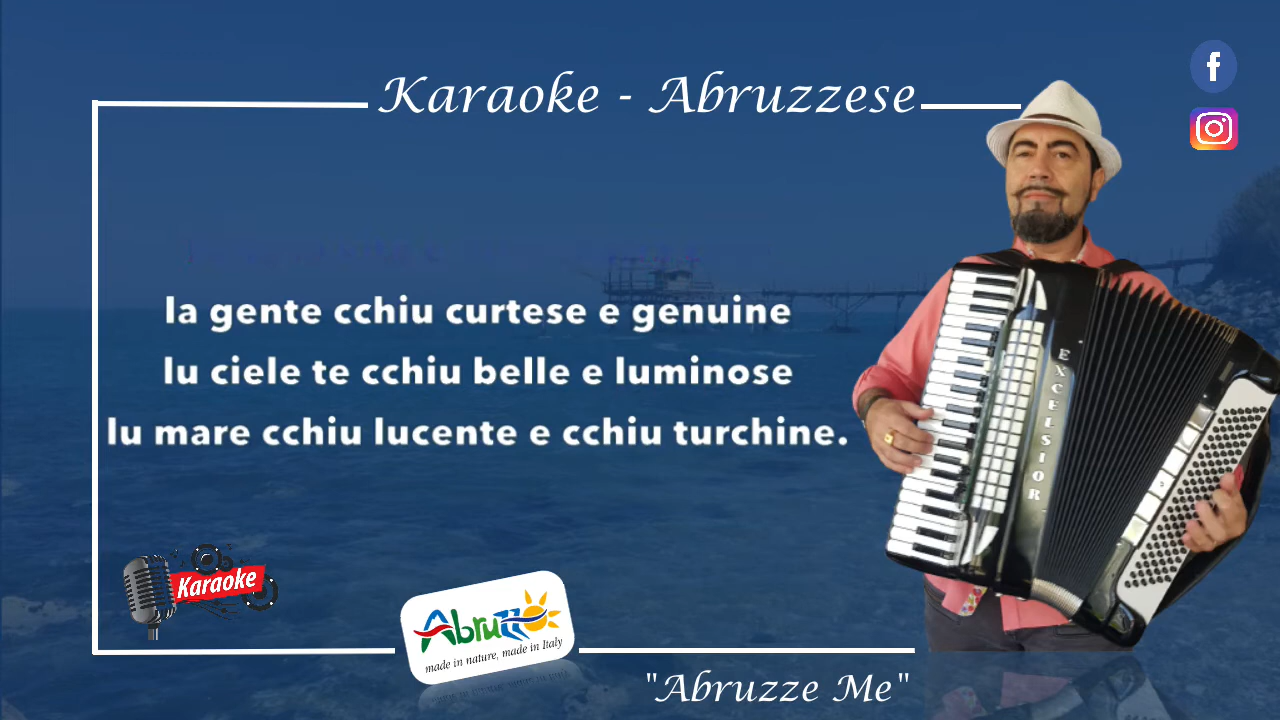 Karaoke - Abruzzese
la gente cchiu curtese e genuine
lu ciele te cchiu belle e luminose
lu mare cchiu lucente e cchiu turchine.
EXCELSIOR
Karaoke
Abruzzo
made in nature, made in Italy
"Abruzze Me"